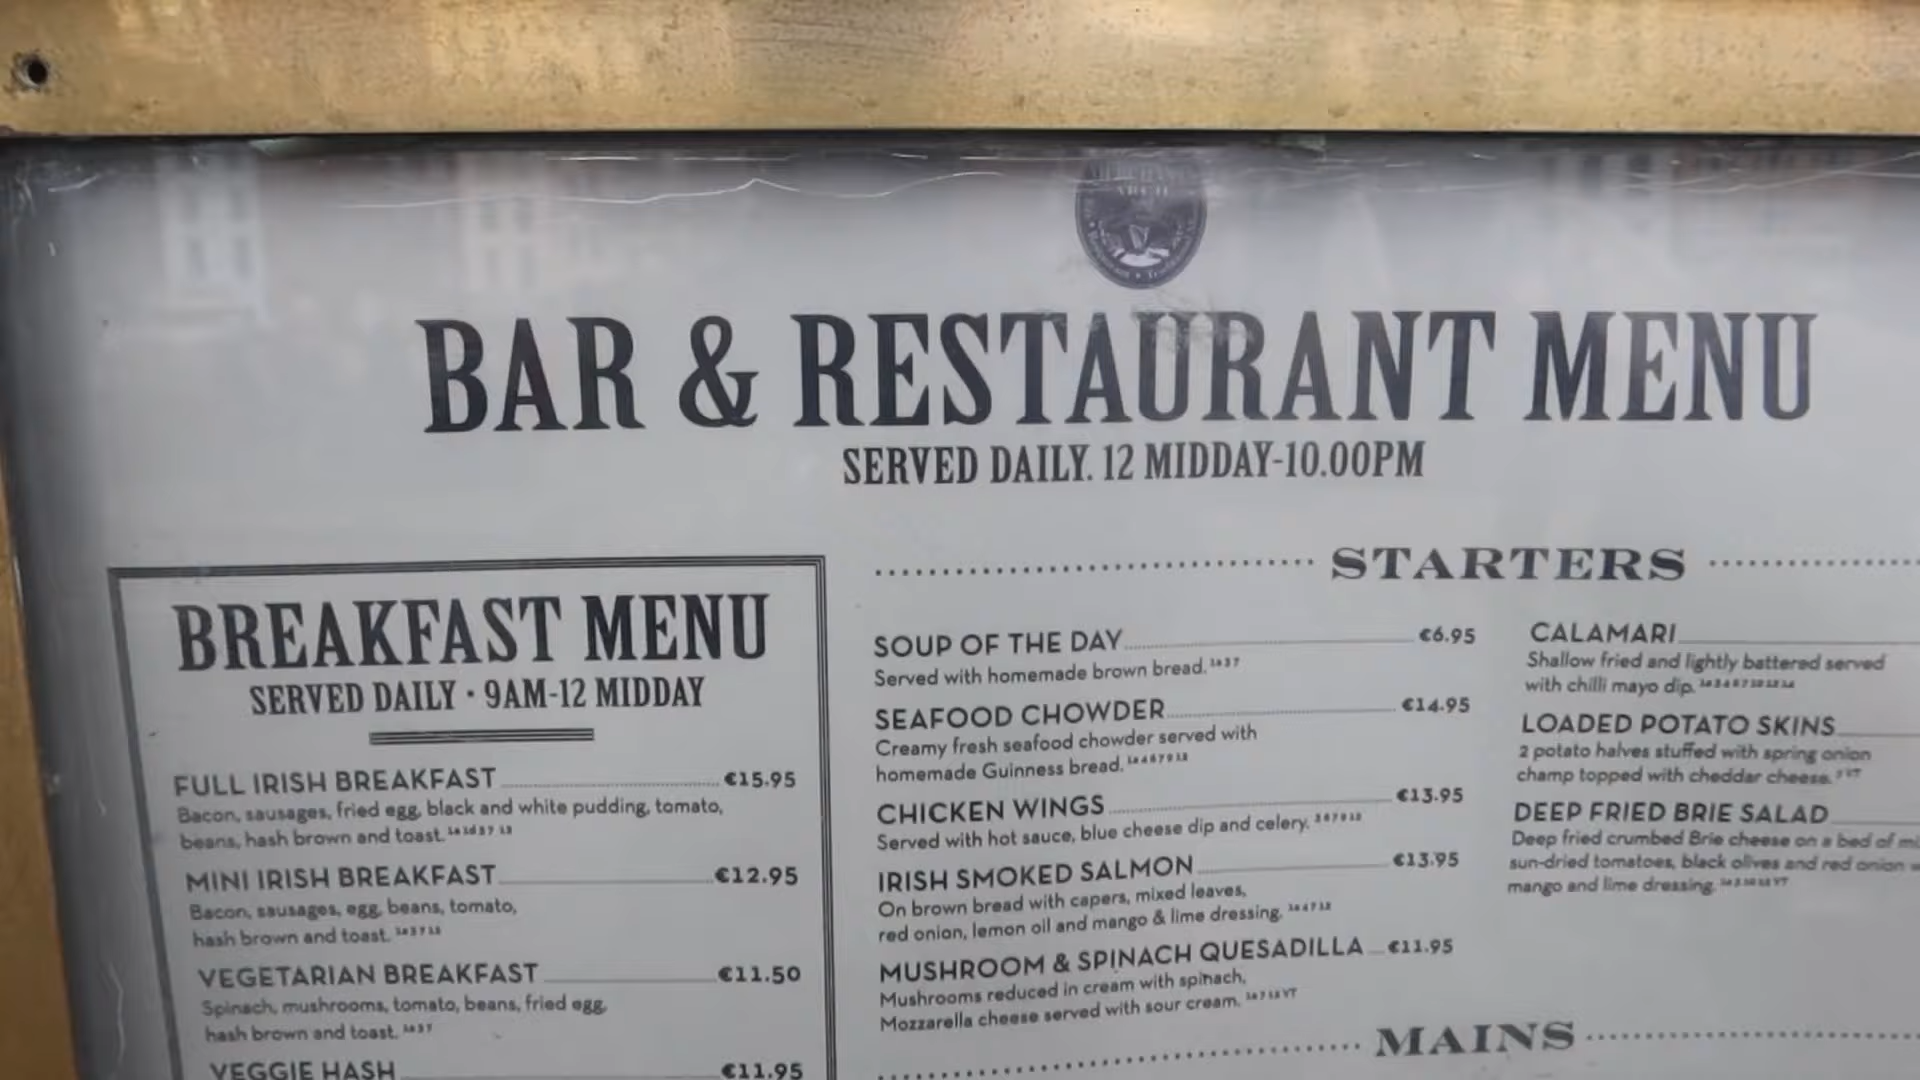 ARCH
BAR & RESTAURANT MENU
SERVED DAILY. 12 MIDDAY-10.00PM
BREAKFAST MENU
SERVED DAILY • 9AM-12 MIDDAY
FULL IRISH BREAKFAST €15.95
Bacon, sausages, fried egg, black and white pudding, tomato,
beans, hash brown and toast.
MINI IRISH BREAKFAST €12.95
Bacon, sausages, egg, beans, tomato,
hash brown and toast.
VEGETARIAN BREAKFAST €11.50
Spinach, mushrooms, tomato, beans, fried egg,
hash brown and toast.
VEGGIE HASH €11.95
STARTERS
SOUP OF THE DAY €6.95
Served with homemade brown bread.
SEAFOOD CHOWDER €14.95
Creamy fresh seafood chowder served with
homemade Guinness bread.
CHICKEN WINGS €13.95
Served with hot sauce, blue cheese dip and celery.
IRISH SMOKED SALMON €13.95
On brown bread with capers, mixed leaves,
red onion, lemon oil and mango & lime dressing.
MUSHROOM & SPINACH QUESADILLA €11.95
Mushrooms reduced in cream with spinach,
Mozzarella cheese served with sour cream.
CALAMARI
Shallow fried and lightly battered served
with chilli mayo dip.
LOADED POTATO SKINS
2 potato halves stuffed with spring onion
champ topped with cheddar cheese.
DEEP FRIED BRIE SALAD
Deep fried crumbed Brie cheese on a bed of
sun-dried tomatoes, black olives and red onion
mango and lime dressing.
MAINS